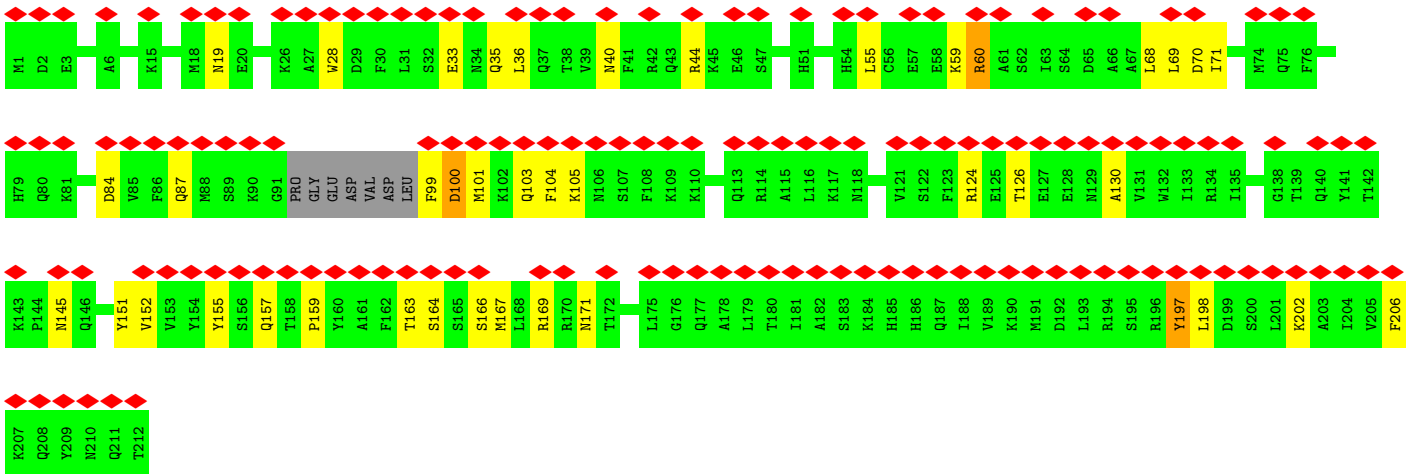 M1 D2 E3 A6 K15 M18 N19 E20 K26 A27 W28 D29 F30 L31 S32 E33 N34 Q35 L36 Q37 T38 V39 N40 F41 R42 Q43 R44 K45 E46 S47 H51 H54 L55 C56 E57 E58 K59 R60 A61 S62 I63 S64 D65 A66 A67 L68 L69 D70 I71 M74 Q75 F76
H79 Q80 K81 D84 V85 F86 Q87 M88 S89 K90 G91 PRO GLY GLU ASP VAL ASP LEU F99 D100 M101 K102 Q103 F104 K105 N106 S107 F108 K109 K110 Q113 R114 A115 L116 K117 N118 V121 S122 F123 R124 E125 T126 E127 E128 N129 A130 V131 W132 I133 R134 I135 G138 T139 Q140 Y141 T142
K143 P144 N145 Q146 Y151 V152 V153 Y154 Y155 S156 Q157 T158 P159 Y160 A161 F162 T163 S164 S165 S166 M167 L168 R169 R170 N171 T172 L175 G176 Q177 A178 L179 T180 I181 A182 S183 K184 H185 H186 Q187 I188 V189 K190 M191 D192 L193 R194 S195 R196 Y197 L198 D199 S200 L201 K202 A203 I204 V205 F206
K207 Q208 Y209 N210 Q211 T212